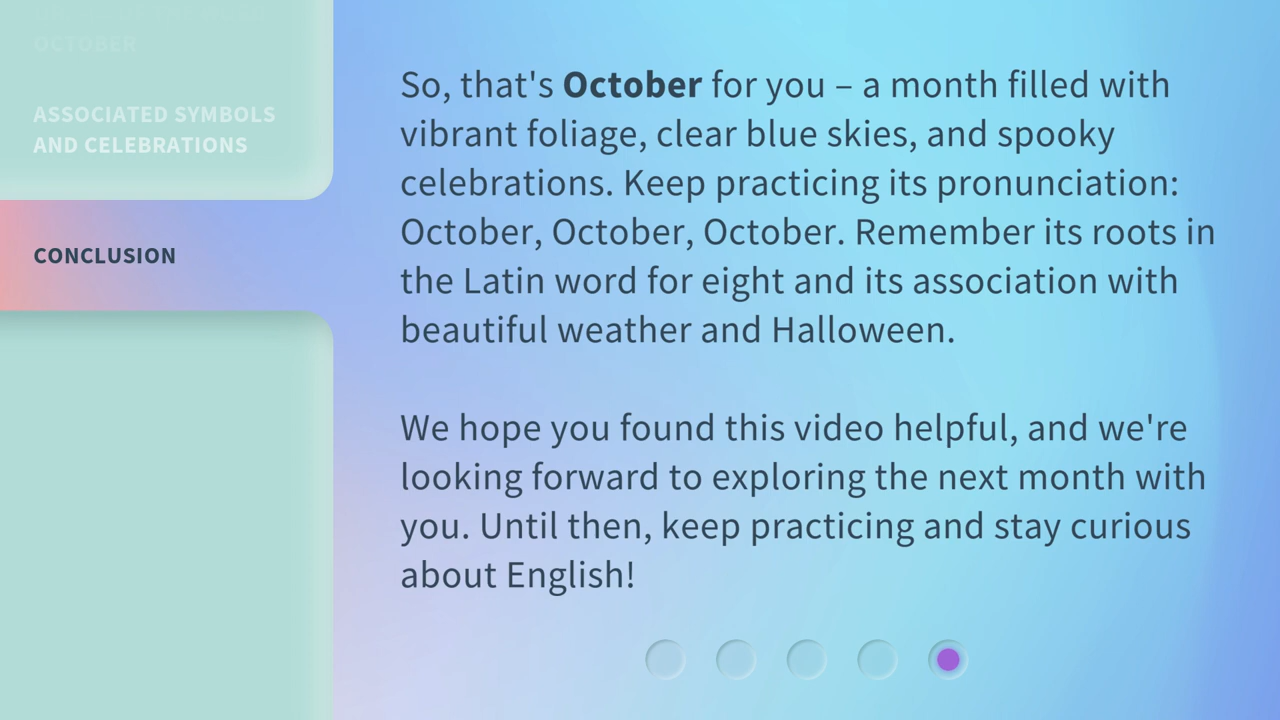 OCTOBER
ASSOCIATED SYMBOLS
AND CELEBRATIONS
CONCLUSION
So, that's October for you – a month filled with
vibrant foliage, clear blue skies, and spooky
celebrations. Keep practicing its pronunciation:
October, October, October. Remember its roots in
the Latin word for eight and its association with
beautiful weather and Halloween.
We hope you found this video helpful, and we're
looking forward to exploring the next month with
you. Until then, keep practicing and stay curious
about English!